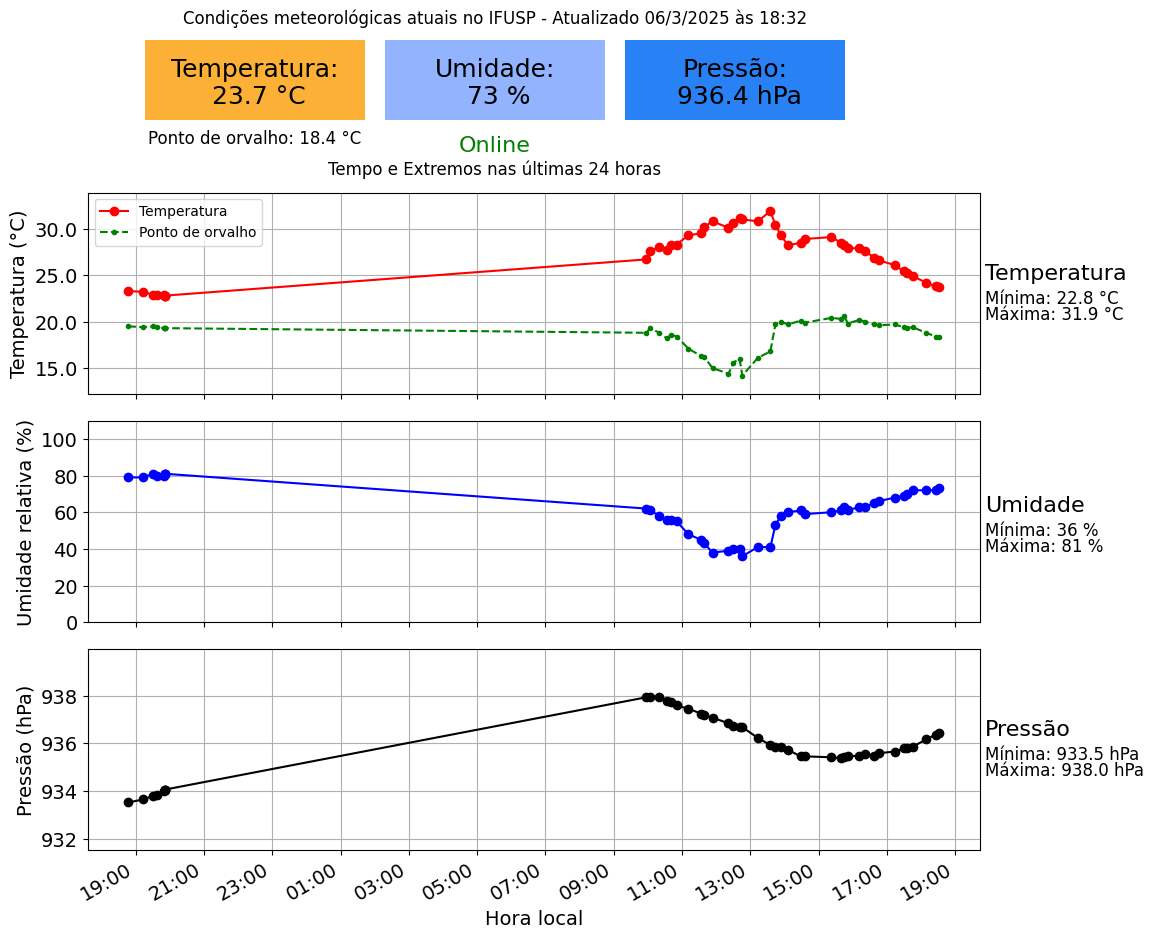 Condições meteorológicas atuais no IFUSP - Atualizado 06/3/2025 às 18:32
Temperatura:
23.7 °C
Umidade:
73 %
Pressão:
936.4 hPa
Ponto de orvalho: 18.4 °C
Online
Tempo e Extremos nas últimas 24 horas
Temperatura (°C)
30.0
25.0
20.0
15.0
Temperatura
Ponto de orvalho
Temperatura
Mínima: 22.8 °C
Máxima: 31.9 °C
Umidade relativa (%)
100
80
60
40
20
0
Umidade
Mínima: 36 %
Máxima: 81 %
Pressão (hPa)
938
936
934
932
Pressão
Mínima: 933.5 hPa
Máxima: 938.0 hPa
19:00 21:00 23:00 01:00 03:00 05:00 07:00 09:00 11:00 13:00 15:00 17:00 19:00
Hora local